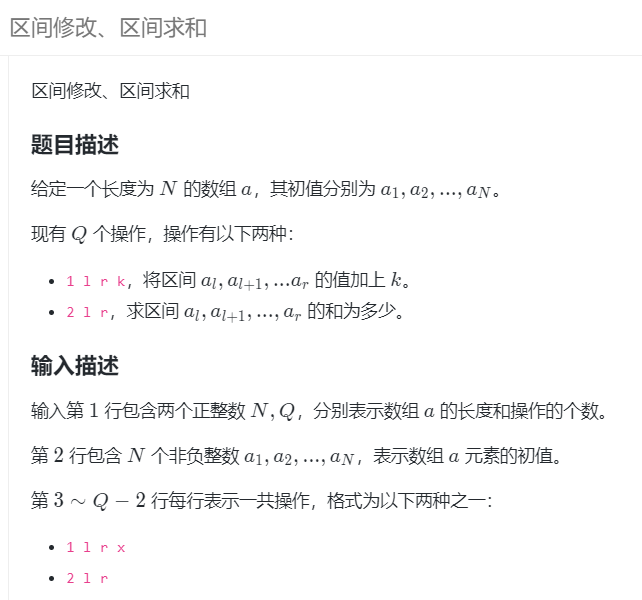 区间修改、区间求和
区间修改、区间求和
题目描述
给定一个长度为 N 的数组 a，其初值分别为 a₁, a₂, ..., a_N。
现有 Q 个操作，操作有以下两种：
• 1 l r k，将区间 a_l, a_{l+1}, ...a_r 的值加上 k。
• 2 l r，求区间 a_l, a_{l+1}, ..., a_r 的和为多少。
输入描述
输入第 1 行包含两个正整数 N, Q，分别表示数组 a 的长度和操作的个数。
第 2 行包含 N 个非负整数 a₁, a₂, ..., a_N，表示数组 a 元素的初值。
第 3 ∼ Q − 2 行每行表示一共操作，格式为以下两种之一：
• 1 l r x
• 2 l r